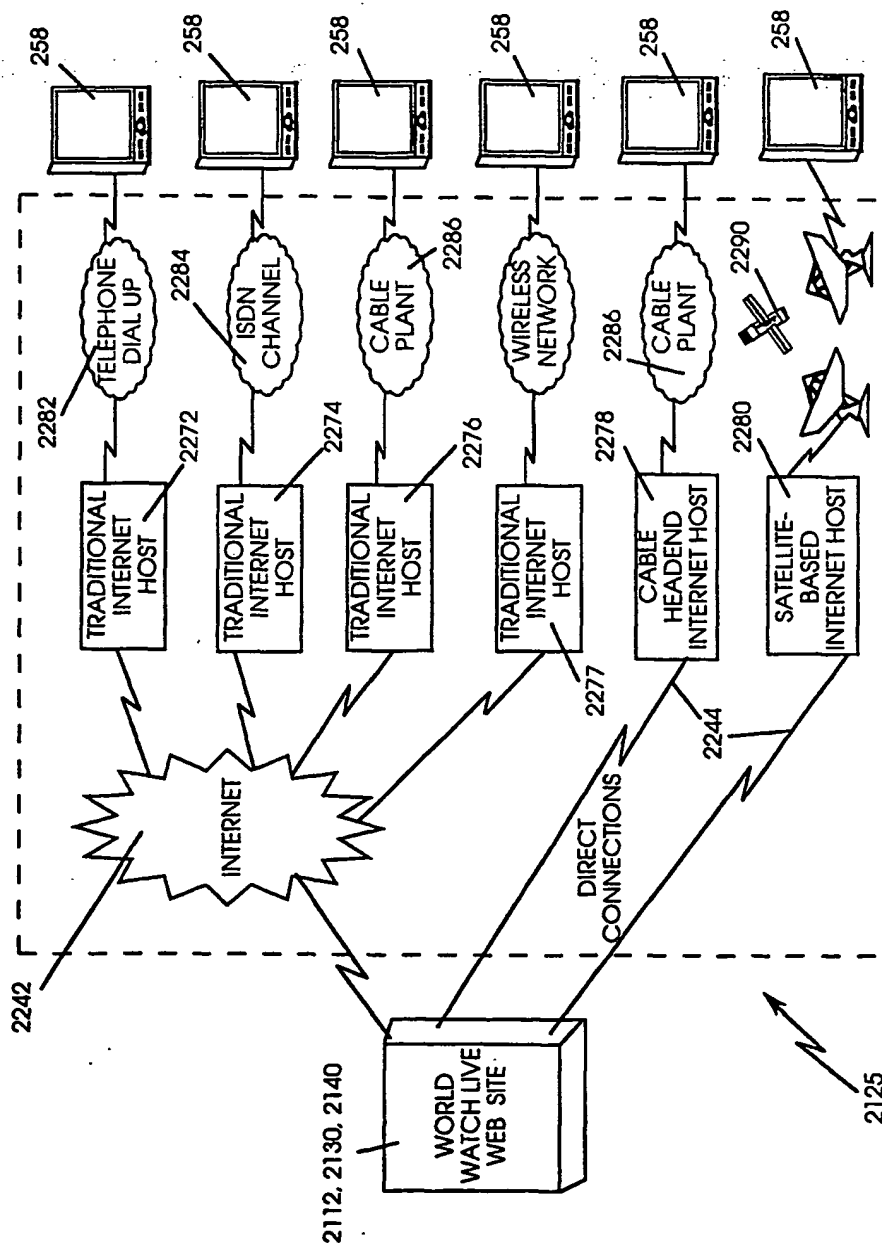 258
258
258
258
258
258
2282
TELEPHONE
DIAL UP
2284
ISDN
CHANNEL
CABLE
PLANT
2286
WIRELESS
NETWORK
2286
CABLE
PLANT
2290
TRADITIONAL
INTERNET
HOST
2272
TRADITIONAL
INTERNET
HOST
2274
TRADITIONAL
INTERNET
HOST
2276
TRADITIONAL
INTERNET
HOST
2277
CABLE
HEADEND
INTERNET HOST
2278
SATELLITE-
BASED
INTERNET HOST
2280
2244
INTERNET
2242
DIRECT
CONNECTIONS
2112, 2130, 2140
WORLD
WATCH LIVE
WEB SITE
2125